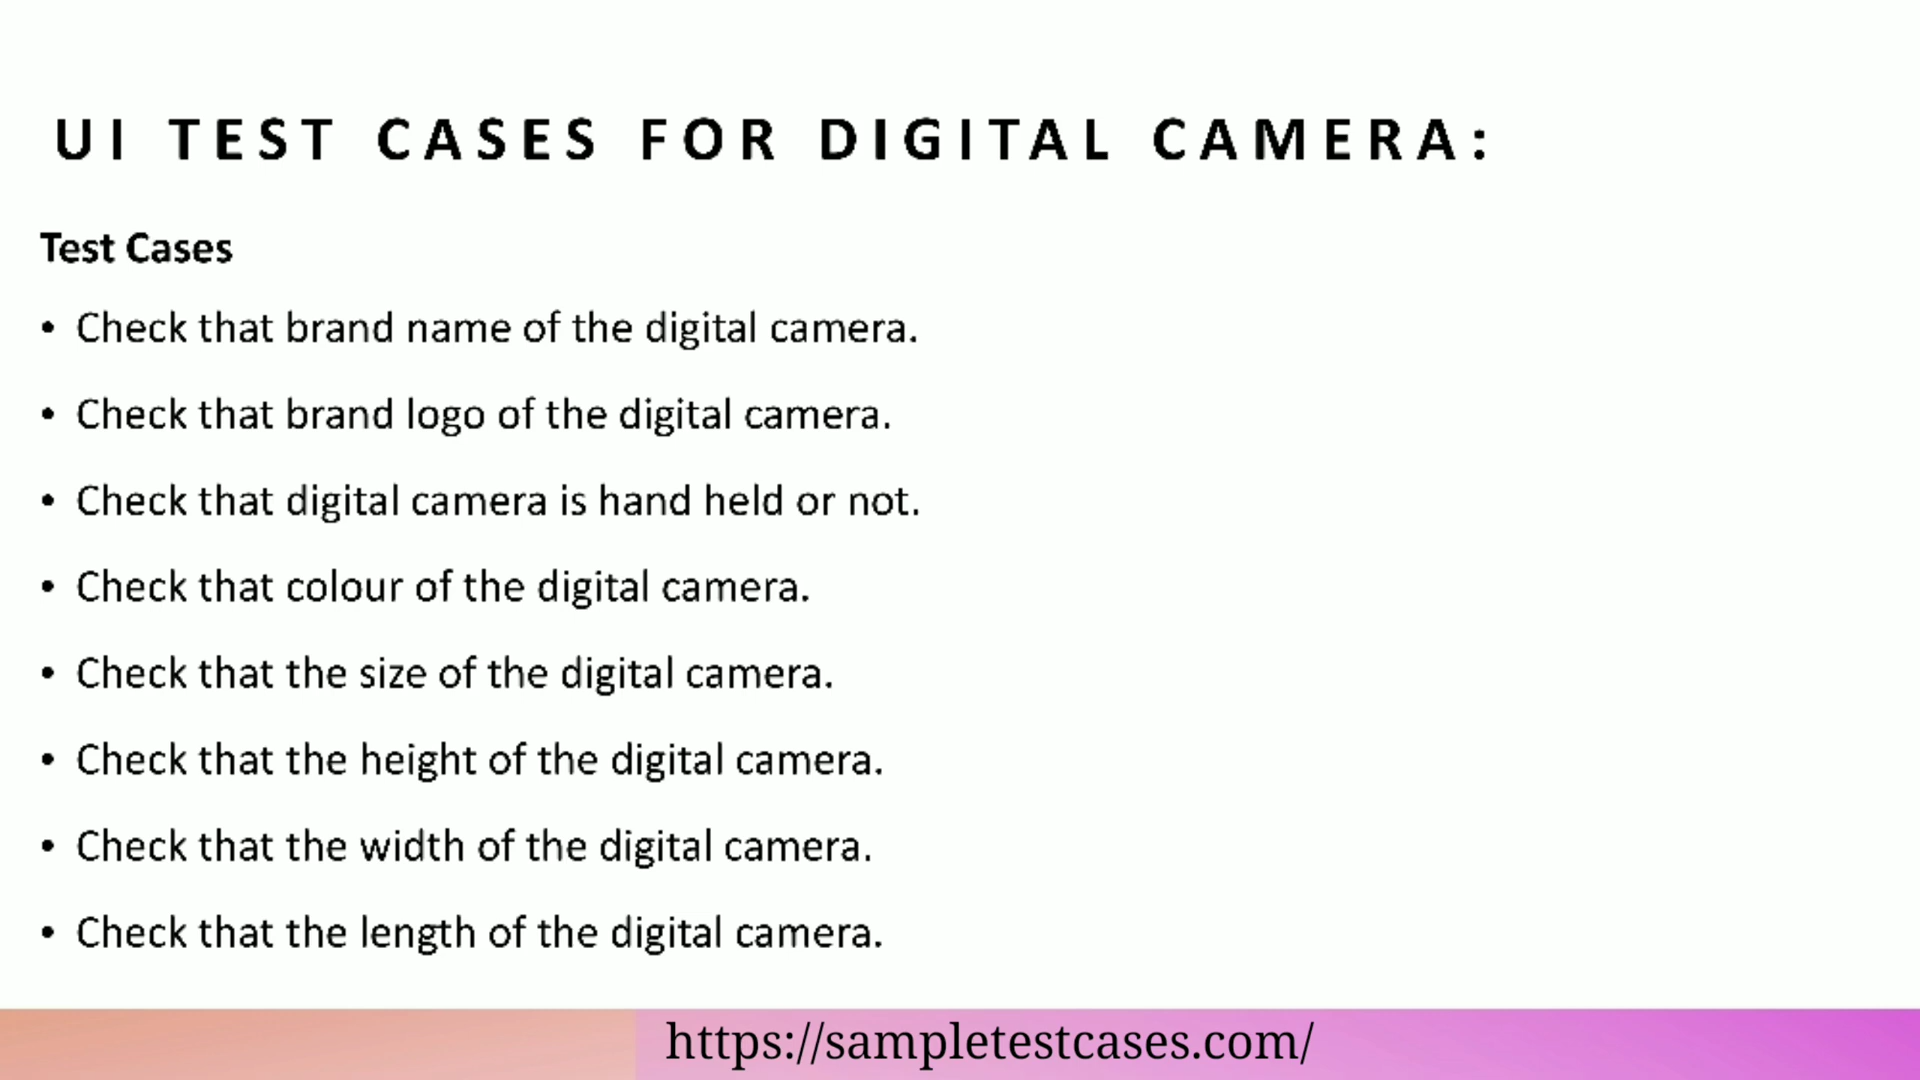 UI TEST CASES FOR DIGITAL CAMERA:
Test Cases
• Check that brand name of the digital camera.
• Check that brand logo of the digital camera.
• Check that digital camera is hand held or not.
• Check that colour of the digital camera.
• Check that the size of the digital camera.
• Check that the height of the digital camera.
• Check that the width of the digital camera.
• Check that the length of the digital camera.
https://sampletestcases.com/